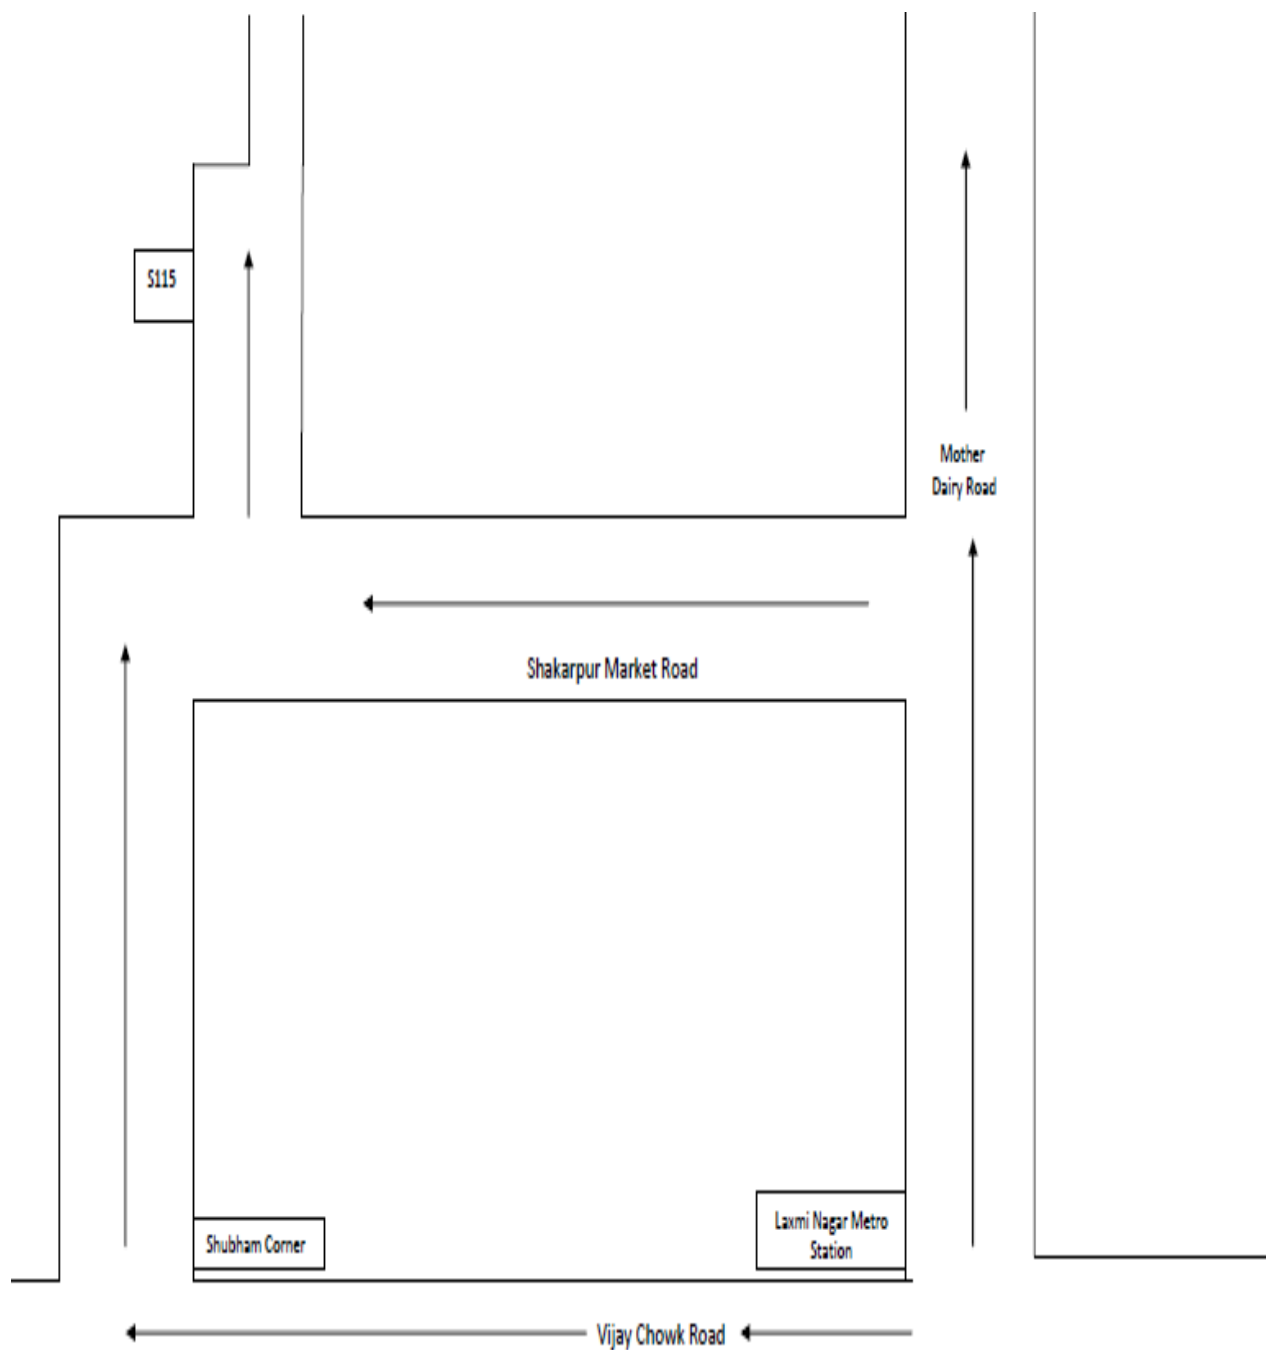 S115
Mother
Dairy Road
Shakarpur Market Road
Shubham Corner
Laxmi Nagar Metro
Station
Vijay Chowk Road